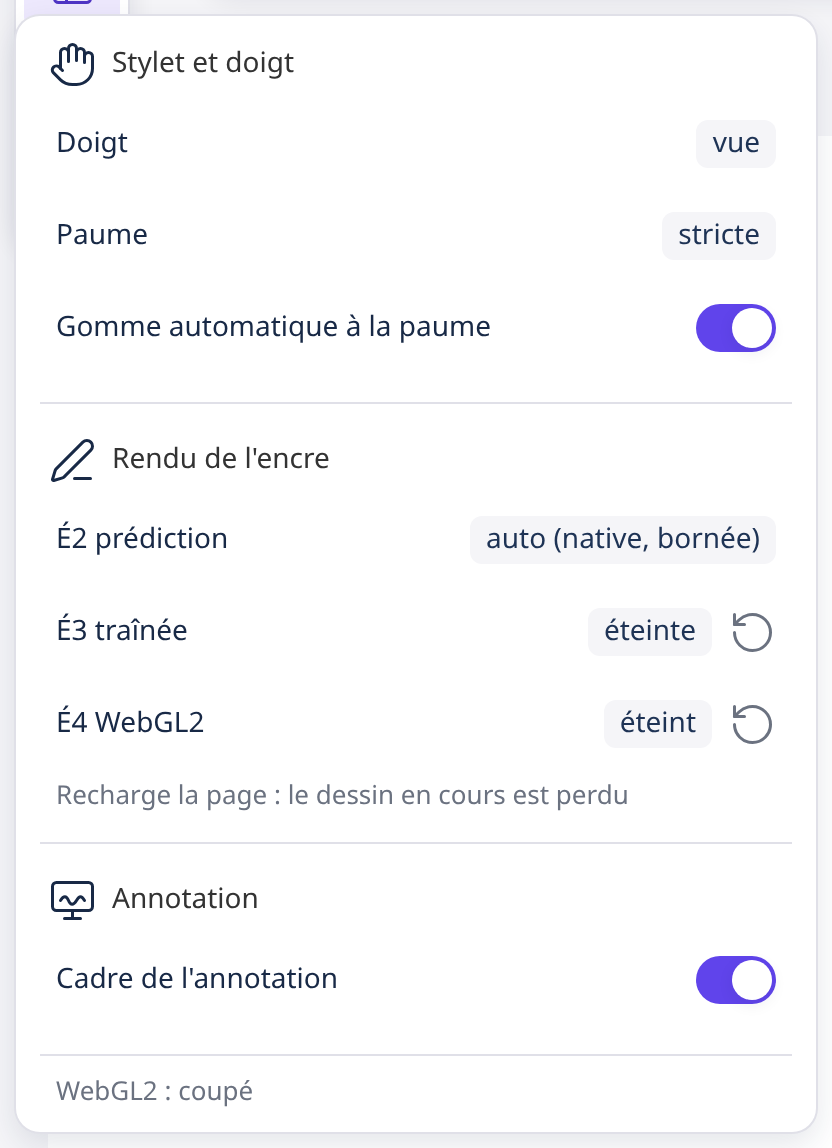 Stylet et doigt
Doigt vue
Paume stricte
Gomme automatique à la paume
Rendu de l'encre
É2 prédiction auto (native, bornée)
É3 traînée éteinte
É4 WebGL2 éteint
Recharge la page : le dessin en cours est perdu
Annotation
Cadre de l'annotation
WebGL2 : coupé